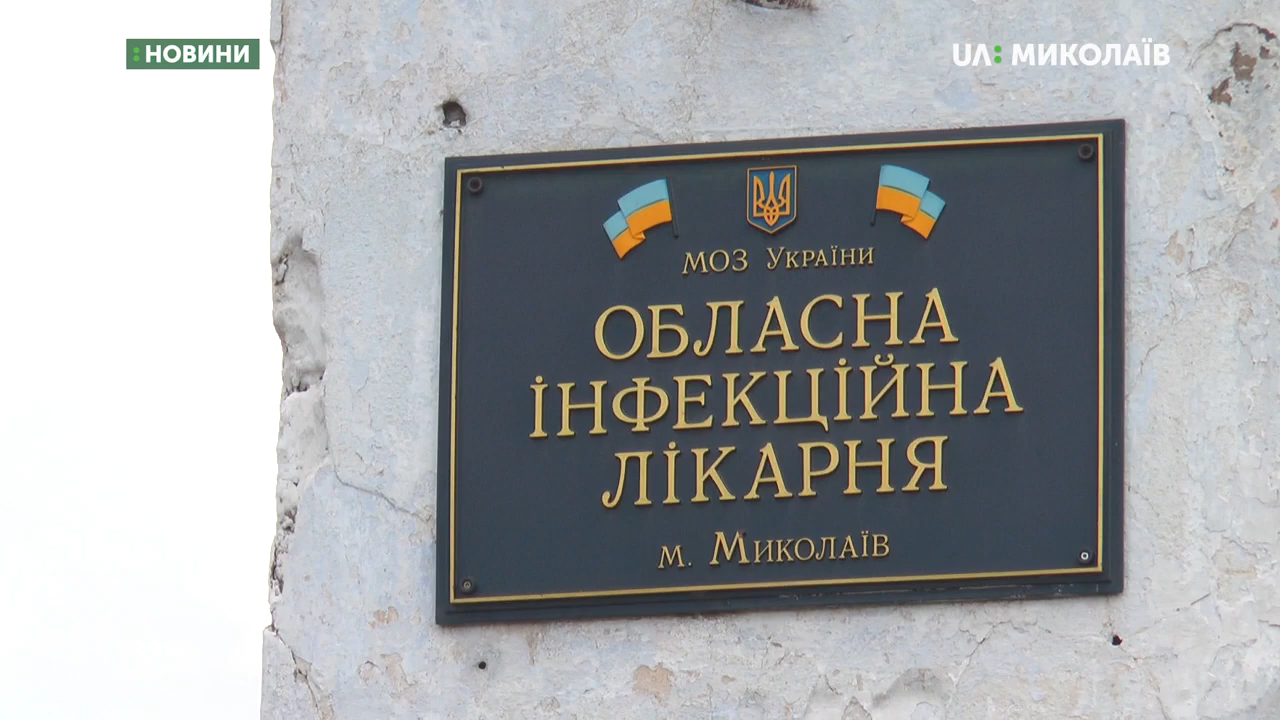 :НОВИНИ
UA: МИКОЛАЇВ
МОЗ УКРАЇНИ
ОБЛАСНА
ІНФЕКЦІЙНА
ЛІКАРНЯ
м. МИКОЛАЇВ